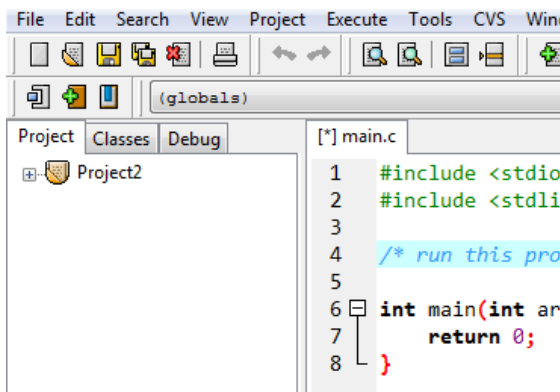 File Edit Search View Project Execute Tools CVS
(globals)
Project Classes Debug
[*] main.c
Project2
1 #include <stdio
2 #include <stdli
3
4 /* run this pro
5
6 int main(int ar
7 return 0;
8 }